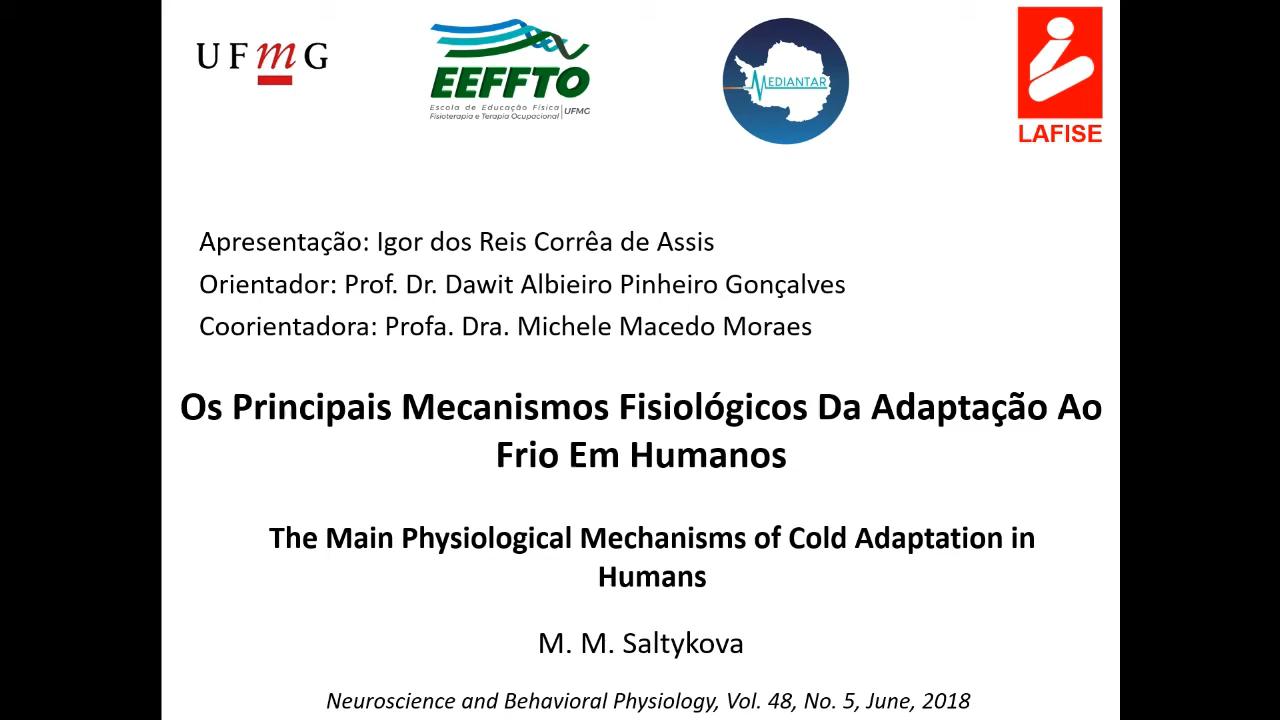 UFmG
EEFFTO
Escola de Educação Física
Fisioterapia e Terapia Ocupacional
UFMG
MEDIANTAR
LAFISE
Apresentação: Igor dos Reis Corrêa de Assis
Orientador: Prof. Dr. Dawit Albieiro Pinheiro Gonçalves
Coorientadora: Profa. Dra. Michele Macedo Moraes
Os Principais Mecanismos Fisiológicos Da Adaptação Ao
Frio Em Humanos
The Main Physiological Mechanisms of Cold Adaptation in
Humans
M. M. Saltykova
Neuroscience and Behavioral Physiology, Vol. 48, No. 5, June, 2018